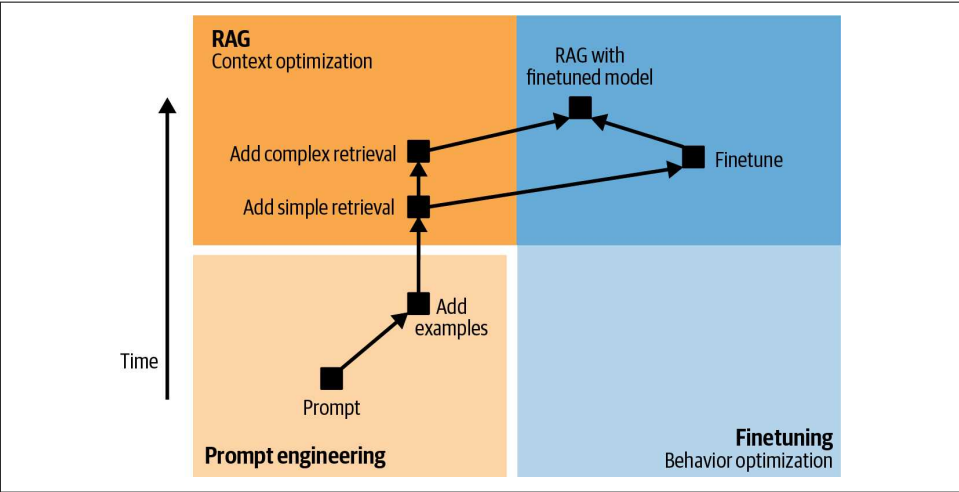 RAG
Context optimization
RAG with
finetuned model
Add complex retrieval
Finetune
Add simple retrieval
Add
examples
Time
Prompt
Prompt engineering
Finetuning
Behavior optimization